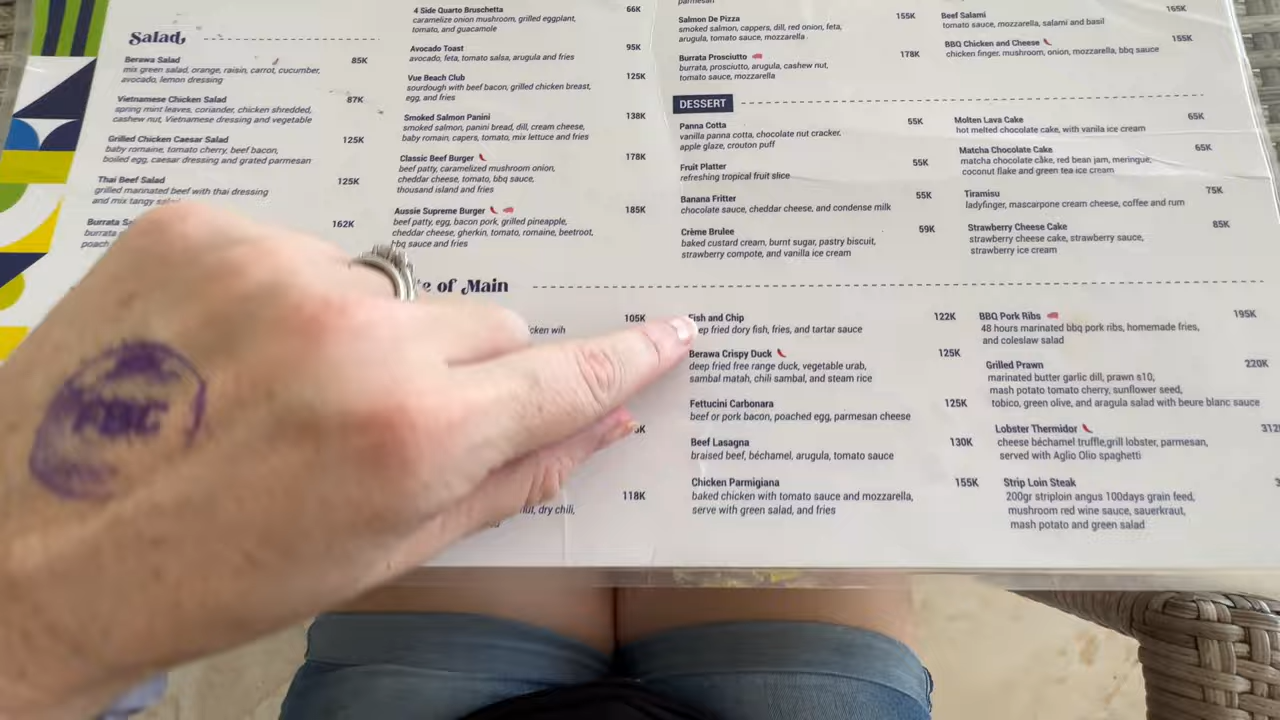 Salad
Berawa Salad 85K
mix green salad, orange, raisin, carrot, cucumber,
avocado, lemon dressing
Vietnamese Chicken Salad 87K
spring mint leaves, coriander, chicken shredded,
cashew nut, Vietnamese dressing and vegetable
Grilled Chicken Caesar Salad 125K
baby romaine, tomato cherry, beef bacon,
boiled egg, caesar dressing and grated parmesan
Thai Beef Salad 125K
grilled marinated beef with thai dressing
and mix tangy salad
Burrata 162K
burrata
poach
4 Side Quarto Bruschetta 66K
caramelize onion mushroom, grilled eggplant,
tomato, and guacamole
Avocado Toast 95K
avocado, feta, tomato salsa, arugula and fries
Vue Beach Club 125K
sourdough with beef bacon, grilled chicken breast,
egg, and fries
Smoked Salmon Panini 138K
smoked salmon, panini bread, dill, cream cheese,
baby romain, capers, tomato, mix lettuce and fries
Classic Beef Burger 178K
beef patty, caramelized mushroom onion,
cheddar cheese, tomato, bbq sauce,
thousand island and fries
Aussie Supreme Burger 185K
beef patty, egg, bacon pork, grilled pineapple,
cheddar cheese, gherkin, tomato, romaine, beetroot,
bbq sauce and fries
parmesan
Salmon De Pizza 155K
smoked salmon, cappers, dill, red onion, feta,
arugula, tomato sauce, mozzarella
Burrata Prosciutto 178K
burrata, prosciutto, arugula, cashew nut,
tomato sauce, mozzarella
Beef Salami 165K
tomato sauce, mozzarella, salami and basil
BBQ Chicken and Cheese 155K
chicken finger, mushroom, onion, mozzarella, bbq sauce
DESSERT
Panna Cotta 55K
vanilla panna cotta, chocolate nut cracker,
apple glaze, crouton puff
Fruit Platter 55K
refreshing tropical fruit slice
Banana Fritter 55K
chocolate sauce, cheddar cheese, and condense milk
Crème Brulee 59K
baked custard cream, burnt sugar, pastry biscuit,
strawberry compote, and vanilla ice cream
Molten Lava Cake 65K
hot melted chocolate cake, with vanila ice cream
Matcha Chocolate Cake 65K
matcha chocolate cake, red bean jam, meringue,
coconut flake and green tea ice cream
Tiramisu 75K
ladyfinger, mascarpone cream cheese, coffee and rum
Strawberry Cheese Cake 85K
strawberry cheese cake, strawberry sauce,
strawberry ice cream
of Main
105K
wih
118K
dry chili,
Fish and Chip 122K
fried dory fish, fries, and tartar sauce
Berawa Crispy Duck 125K
deep fried free range duck, vegetable urab,
sambal matah, chili sambal, and steam rice
Fettucini Carbonara 125K
beef or pork bacon, poached egg, parmesan cheese
Beef Lasagna 130K
braised beef, béchamel, arugula, tomato sauce
Chicken Parmigiana 155K
baked chicken with tomato sauce and mozzarella,
serve with green salad, and fries
BBQ Pork Ribs 195K
48 hours marinated bbq pork ribs, homemade fries,
and coleslaw salad
Grilled Prawn 220K
marinated butter garlic dill, prawn s10,
mash potato tomato cherry, sunflower seed,
tobico, green olive, and aragula salad with beure blanc sauce
Lobster Thermidor 312
cheese béchamel truffle,grill lobster, parmesan,
served with Aglio Olio spaghetti
Strip Loin Steak 3
200gr striploin angus 100days grain feed,
mushroom red wine sauce, sauerkraut,
mash potato and green salad